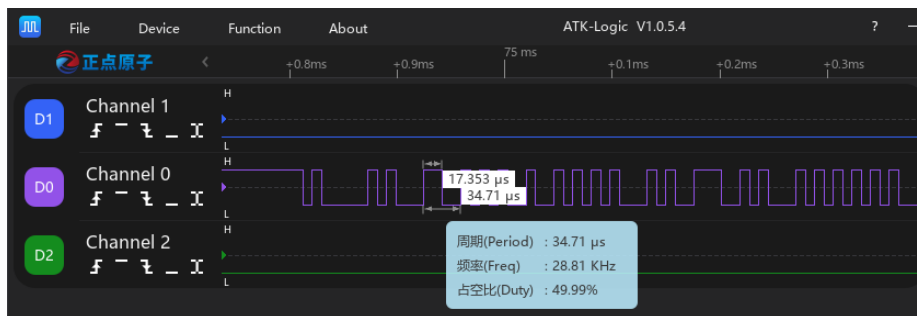 File Device Function About ATK-Logic V1.0.5.4 ?
正点原子 +0.8ms +0.9ms 75 ms +0.1ms +0.2ms +0.3ms
D1 Channel 1 H L
D0 Channel 0 H L
17.353 µs
34.71 µs
D2 Channel 2 H L
周期(Period) : 34.71 µs
频率(Freq) : 28.81 KHz
占空比(Duty) : 49.99%